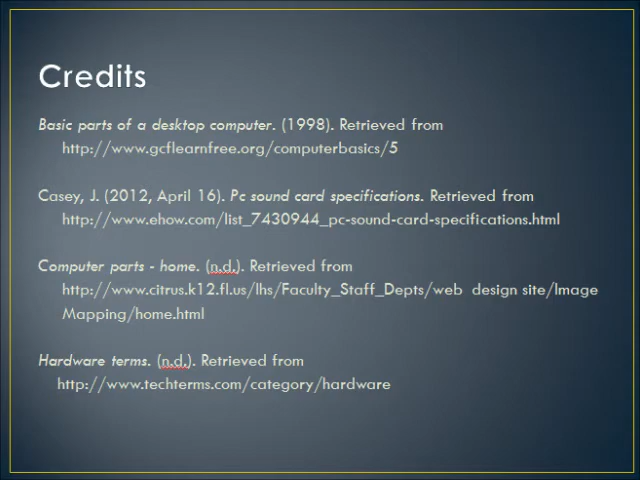 Credits
Basic parts of a desktop computer. (1998). Retrieved from
http://www.gcflearnfree.org/computerbasics/5
Casey, J. (2012, April 16). Pc sound card specifications. Retrieved from
http://www.ehow.com/list_7430944_pc-sound-card-specifications.html
Computer parts - home. (n.d.). Retrieved from
http://www.citrus.k12.fl.us/lhs/Faculty_Staff_Depts/web design site/Image
Mapping/home.html
Hardware terms. (n.d.). Retrieved from
http://www.techterms.com/category/hardware